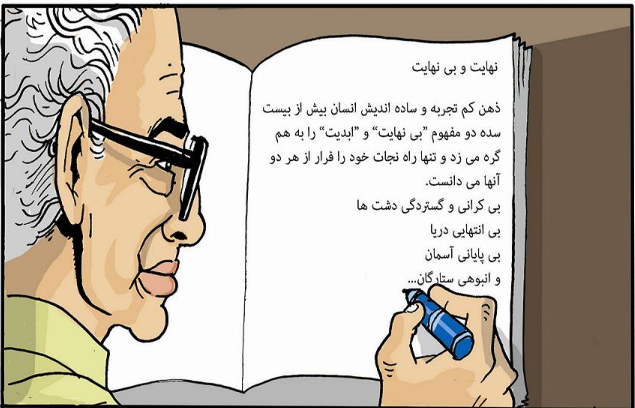 نهایت و بی نهایت
ذهن کم تجربه و ساده اندیش انسان بیش از بیست
سده دو مفهوم "بی نهایت" و "ابدیت" را به هم
گره می زد و تنها راه نجات خود را فرار از هر دو
آنها می دانست.
بی کرانی و گستردگی دشت ها
بی انتهایی دریا
بی پایانی آسمان
و انبوهی ستارگان...